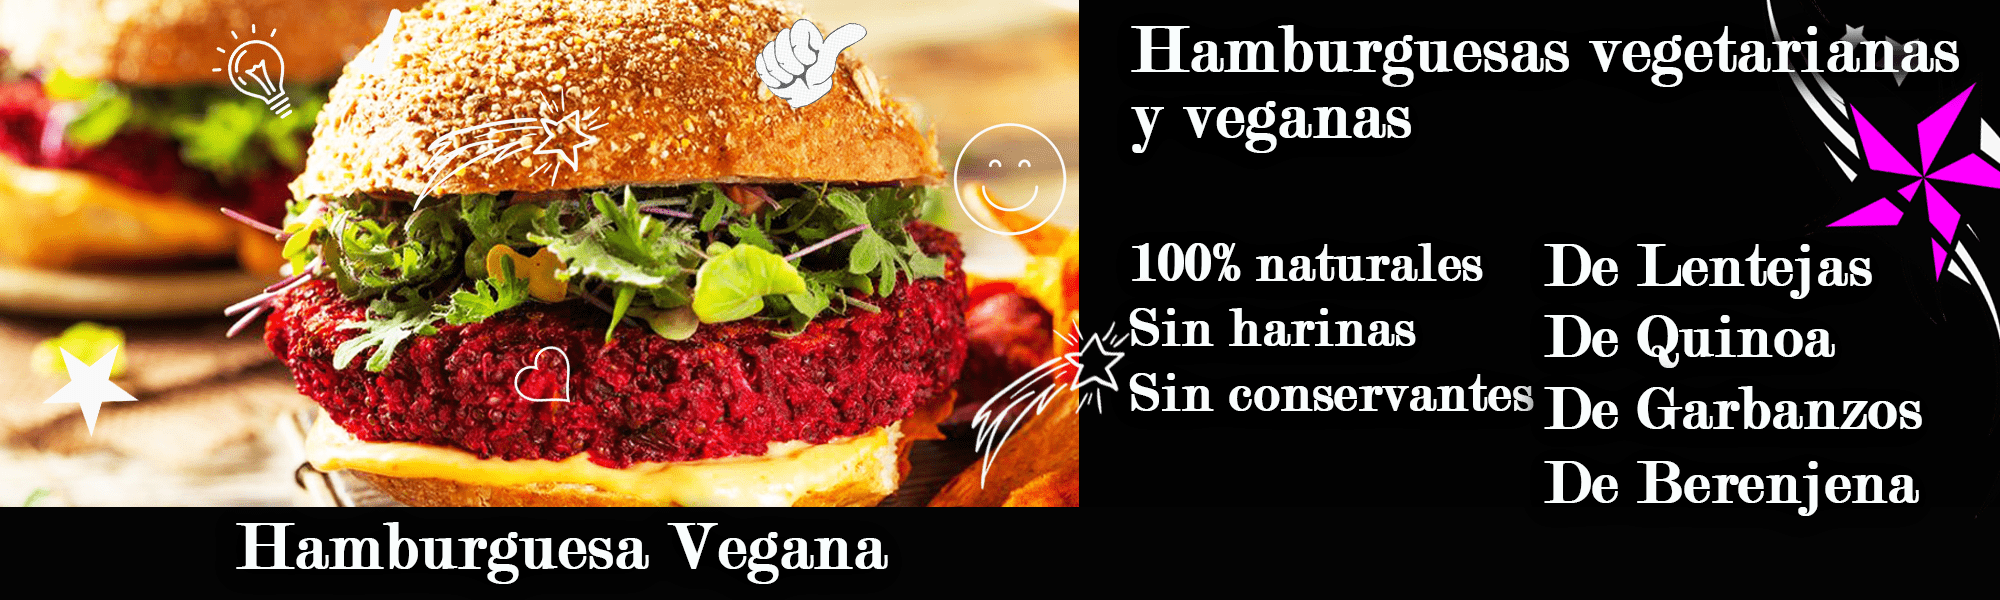 Hamburguesas vegetarianas
y veganas
100% naturales
Sin harinas
Sin conservantes
De Lentejas
De Quinoa
De Garbanzos
De Berenjena
Hamburguesa Vegana